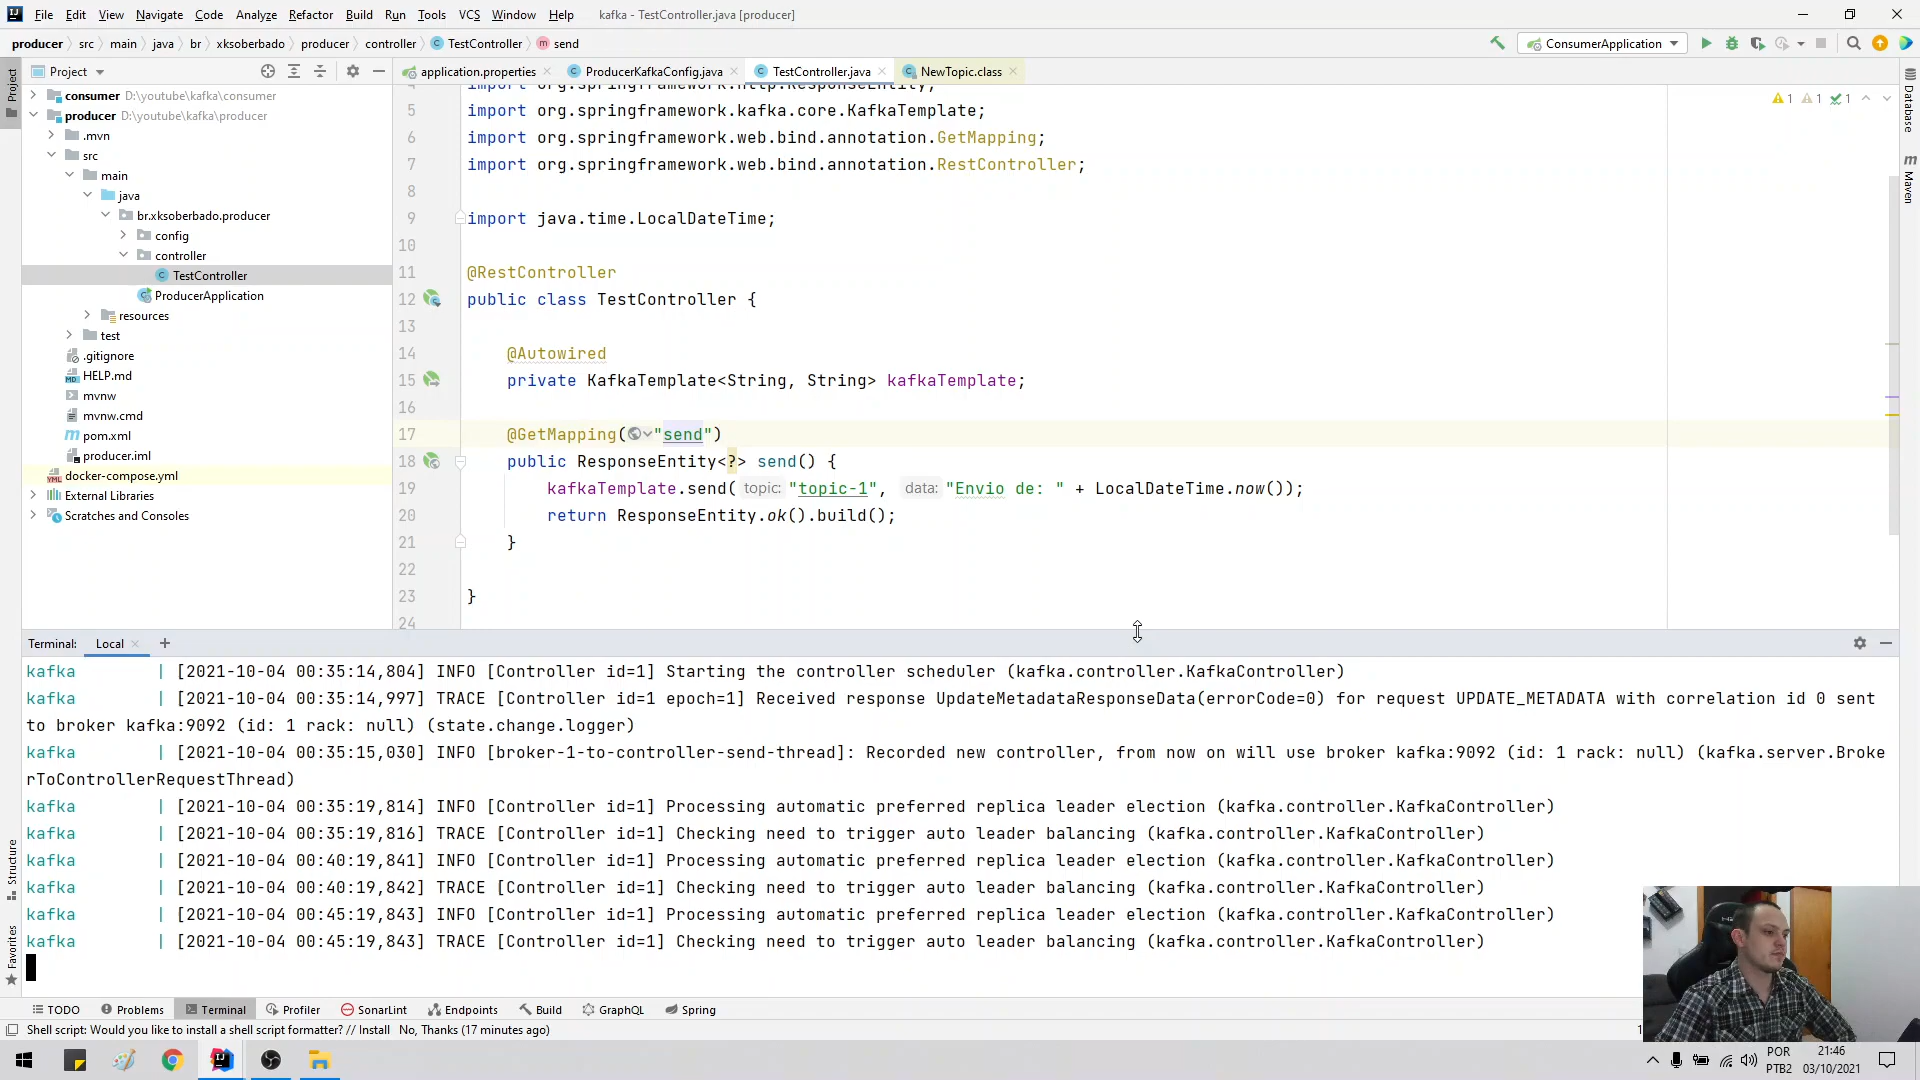 File Edit View Navigate Code Analyze Refactor Build Run Tools VCS Window Help kafka - TestController.java [producer]
producer src main java br xksoberbado producer controller TestController send
ConsumerApplication
Project
application.properties ProducerKafkaConfig.java TestController.java NewTopic.class
consumer D:\youtube\kafka\consumer
producer D:\youtube\kafka\producer
.mvn
src
main
java
br.xksoberbado.producer
config
controller
TestController
ProducerApplication
resources
test
.gitignore
HELP.md
mvnw
mvnw.cmd
pom.xml
producer.iml
docker-compose.yml
External Libraries
Scratches and Consoles
Project
Structure
Favorites
Database
Maven
1 1 1
4 import org.springframework.http.ResponseEntity;
5 import org.springframework.kafka.core.KafkaTemplate;
6 import org.springframework.web.bind.annotation.GetMapping;
7 import org.springframework.web.bind.annotation.RestController;
8
9 import java.time.LocalDateTime;
10
11 @RestController
12 public class TestController {
13
14 @Autowired
15 private KafkaTemplate<String, String> kafkaTemplate;
16
17 @GetMapping("send")
18 public ResponseEntity<?> send() {
19 kafkaTemplate.send( topic: "topic-1", data: "Envio de: " + LocalDateTime.now());
20 return ResponseEntity.ok().build();
21 }
22
23 }
24
Terminal: Local +
kafka | [2021-10-04 00:35:14,804] INFO [Controller id=1] Starting the controller scheduler (kafka.controller.KafkaController)
kafka | [2021-10-04 00:35:14,997] TRACE [Controller id=1 epoch=1] Received response UpdateMetadataResponseData(errorCode=0) for request UPDATE_METADATA with correlation id 0 sent
to broker kafka:9092 (id: 1 rack: null) (state.change.logger)
kafka | [2021-10-04 00:35:15,030] INFO [broker-1-to-controller-send-thread]: Recorded new controller, from now on will use broker kafka:9092 (id: 1 rack: null) (kafka.server.Broke
rToControllerRequestThread)
kafka | [2021-10-04 00:35:19,814] INFO [Controller id=1] Processing automatic preferred replica leader election (kafka.controller.KafkaController)
kafka | [2021-10-04 00:35:19,816] TRACE [Controller id=1] Checking need to trigger auto leader balancing (kafka.controller.KafkaController)
kafka | [2021-10-04 00:40:19,841] INFO [Controller id=1] Processing automatic preferred replica leader election (kafka.controller.KafkaController)
kafka | [2021-10-04 00:40:19,842] TRACE [Controller id=1] Checking need to trigger auto leader balancing (kafka.controller.KafkaController)
kafka | [2021-10-04 00:45:19,843] INFO [Controller id=1] Processing automatic preferred replica leader election (kafka.controller.KafkaController)
kafka | [2021-10-04 00:45:19,843] TRACE [Controller id=1] Checking need to trigger auto leader balancing (kafka.controller.KafkaController)
TODO Problems Terminal Profiler SonarLint Endpoints Build GraphQL Spring
Shell script: Would you like to install a shell script formatter? // Install No, Thanks (17 minutes ago)
POR 21:46
PTB2 03/10/2021